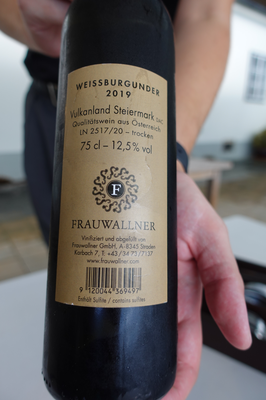 WEISSBURGUNDER
2019
Vulkanland Steiermark DAC
Qualitätswein aus Österreich
LN 2517/20 – trocken
75 cl – 12,5% vol
F
FRAUWALLNER
Vinifiziert und abgefüllt von
Frauwallner GmbH, A-8345 Straden
Karbach 7, T: +43/34 73/7137
www.frauwallner.com
9 120044 369497
Enthält Sulfite / contains sulfites